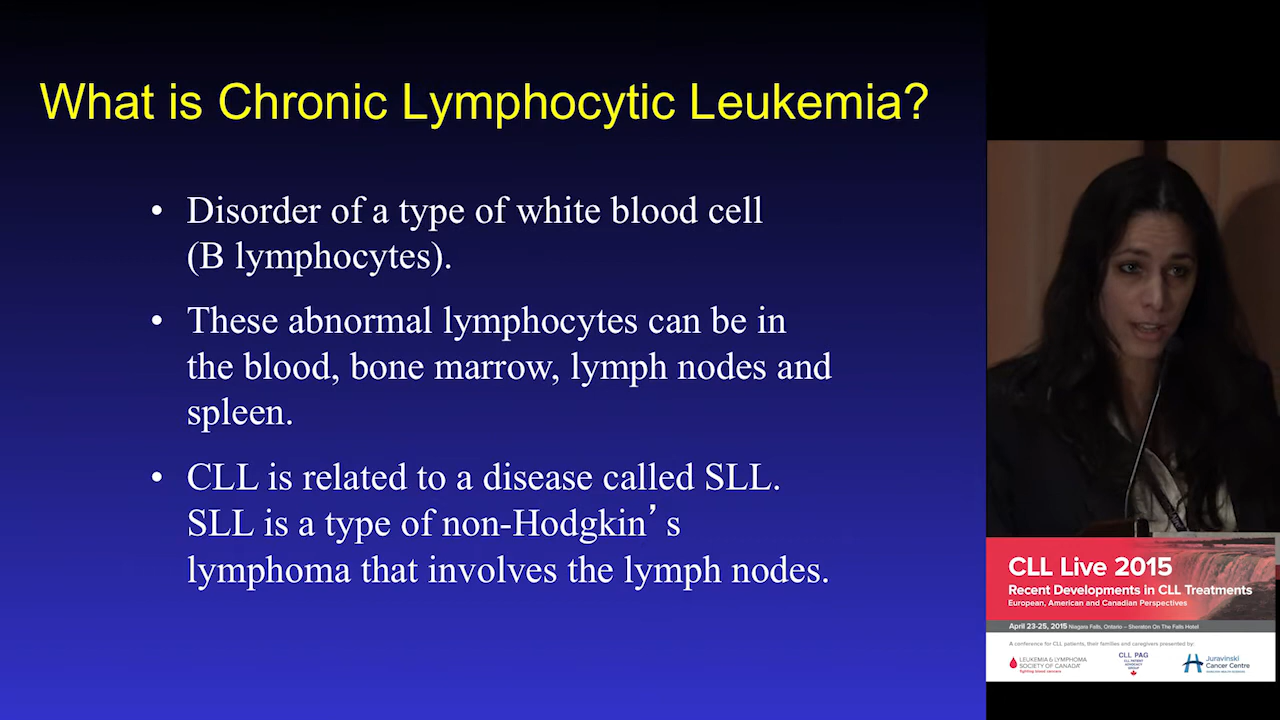 What is Chronic Lymphocytic Leukemia?
• Disorder of a type of white blood cell
(B lymphocytes).
• These abnormal lymphocytes can be in
the blood, bone marrow, lymph nodes and
spleen.
• CLL is related to a disease called SLL.
SLL is a type of non-Hodgkin’s
lymphoma that involves the lymph nodes.
CLL Live 2015
Recent Developments in CLL Treatments
European, American and Canadian Perspectives
April 23-25, 2015 Niagara Falls, Ontario – Sheraton On The Falls Hotel
A conference for CLL patients, their families and caregivers presented by:
LEUKEMIA & LYMPHOMA
SOCIETY OF CANADA
fighting blood cancers
CLL PAG
CLL PATIENT
ADVOCACY
GROUP
Juravinski
Cancer Centre